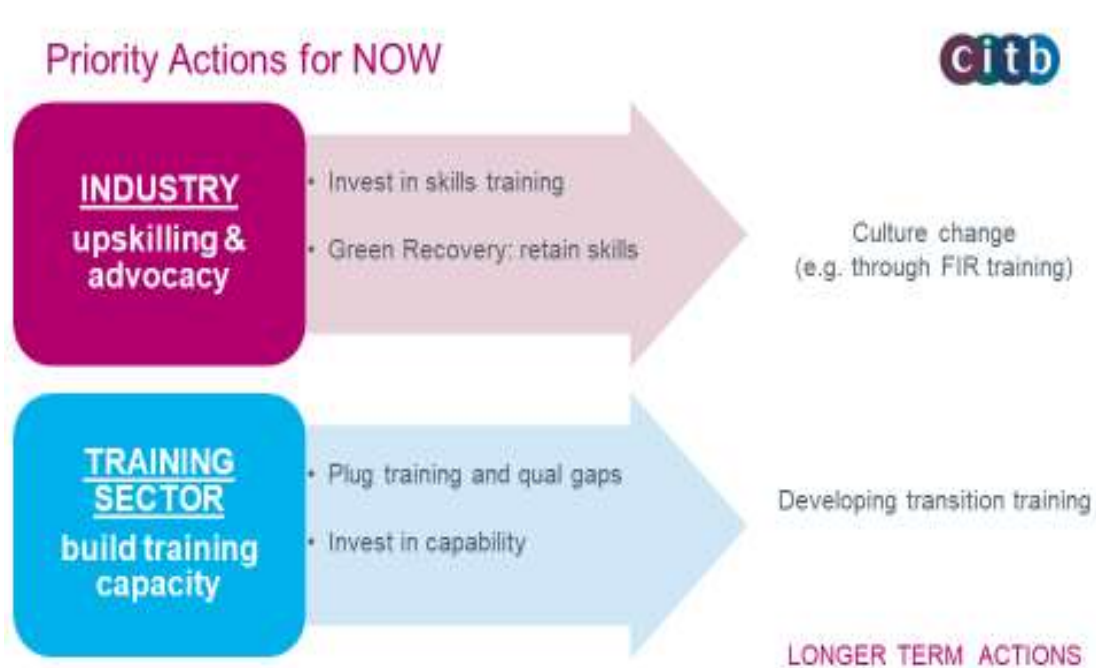 Priority Actions for NOW
citb
INDUSTRY
upskilling &
advocacy
• Invest in skills training
• Green Recovery: retain skills
Culture change
(e.g. through FIR training)
TRAINING
SECTOR
build training
capacity
• Plug training and qual gaps
• Invest in capability
Developing transition training
LONGER TERM ACTIONS